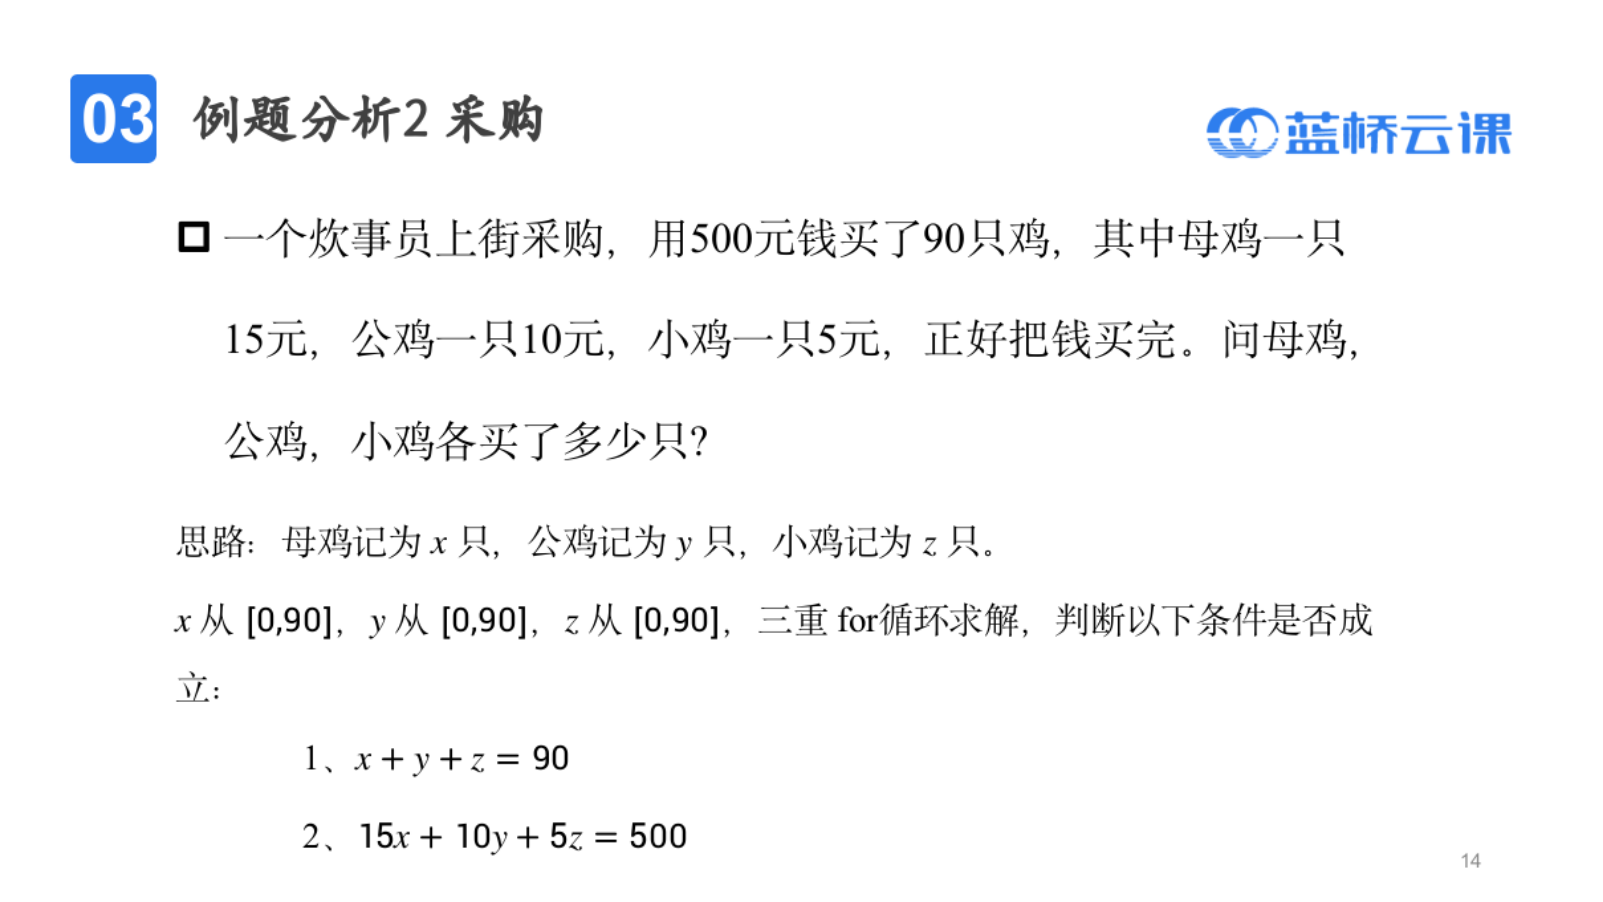 03 例题分析2 采购
蓝桥云课
一个炊事员上街采购，用500元钱买了90只鸡，其中母鸡一只
15元，公鸡一只10元，小鸡一只5元，正好把钱买完。问母鸡，
公鸡，小鸡各买了多少只?
思路：母鸡记为 x 只，公鸡记为 y 只，小鸡记为 z 只。
x 从 [0,90]，y 从 [0,90]，z 从 [0,90]，三重 for循环求解，判断以下条件是否成
立：
1、x + y + z = 90
2、15x + 10y + 5z = 500
14